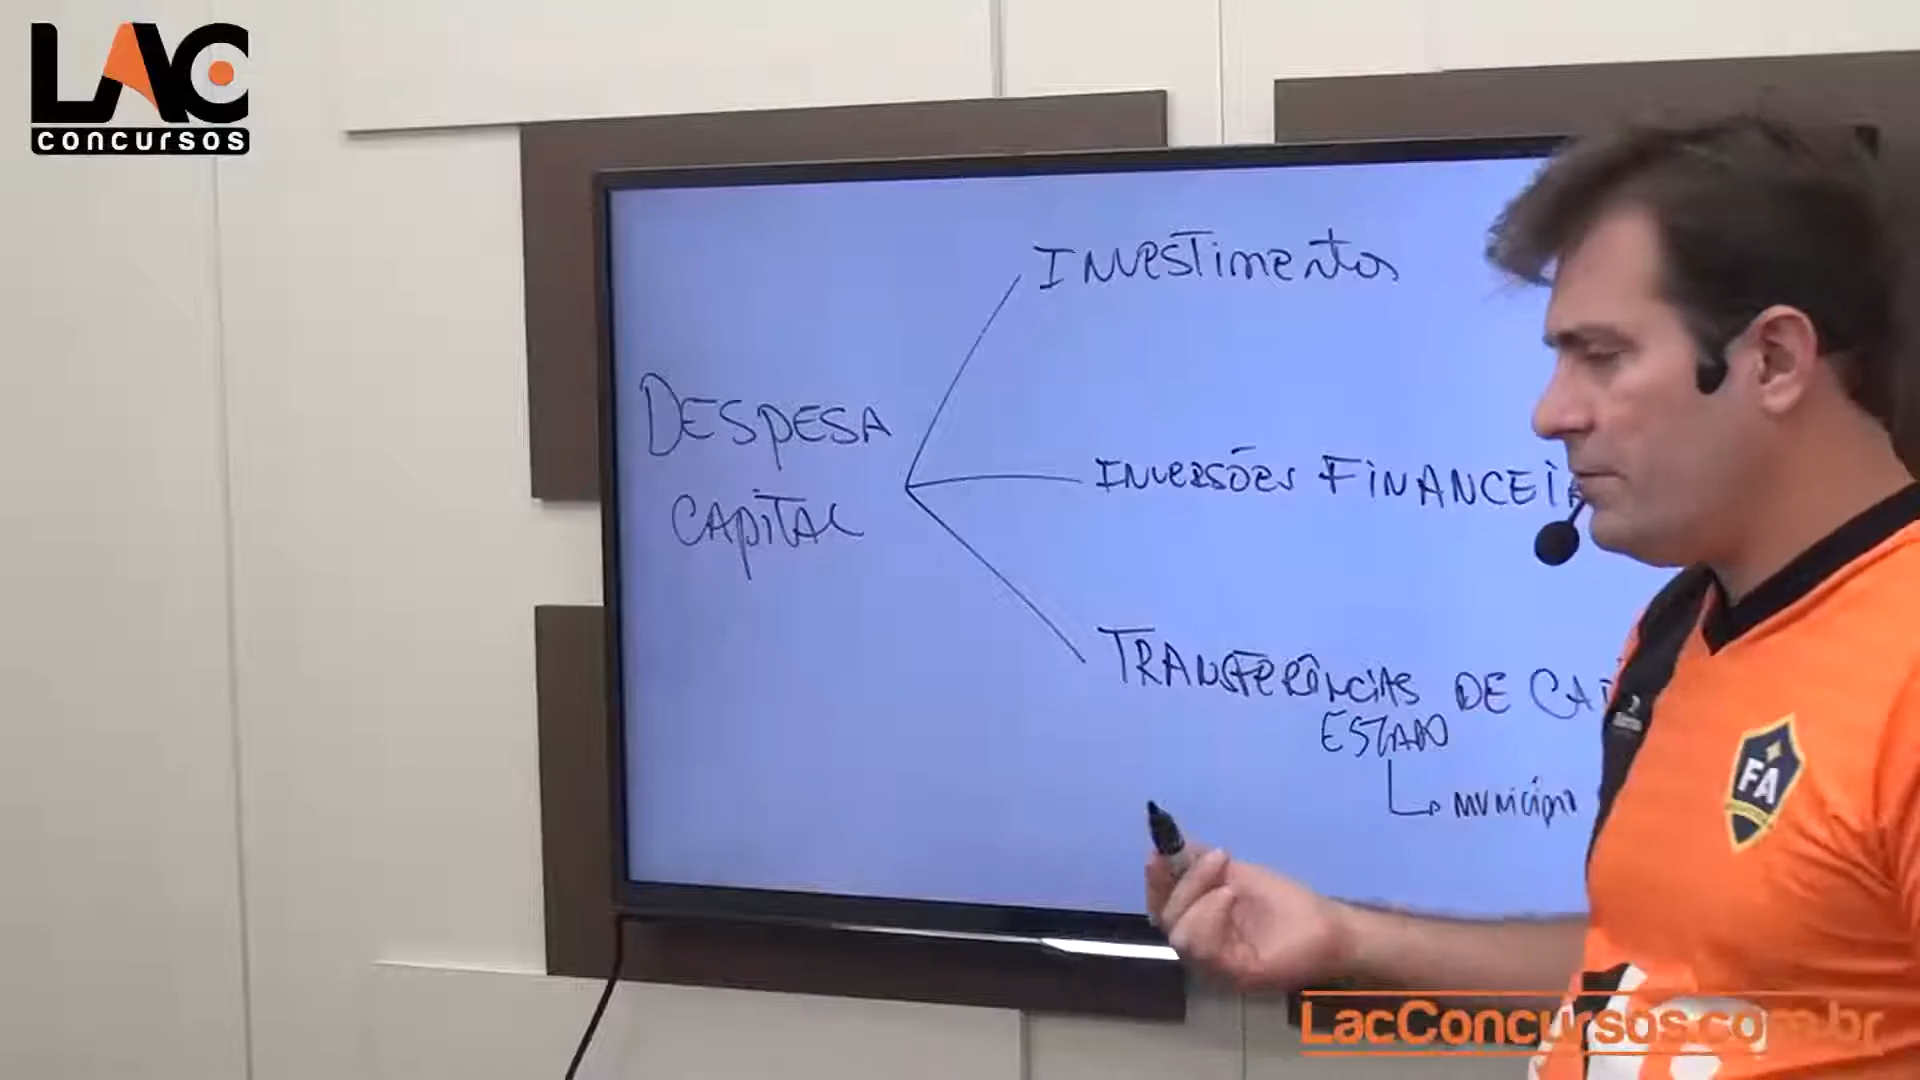 LAC
concursos
Investimentos
DESPESA
CAPITAL
INVERSÕES FINANCEI
TRANSFERÊNCIAS DE CA
ESTADO
MUNICÍPIO
FA
LacConcursos.com.br